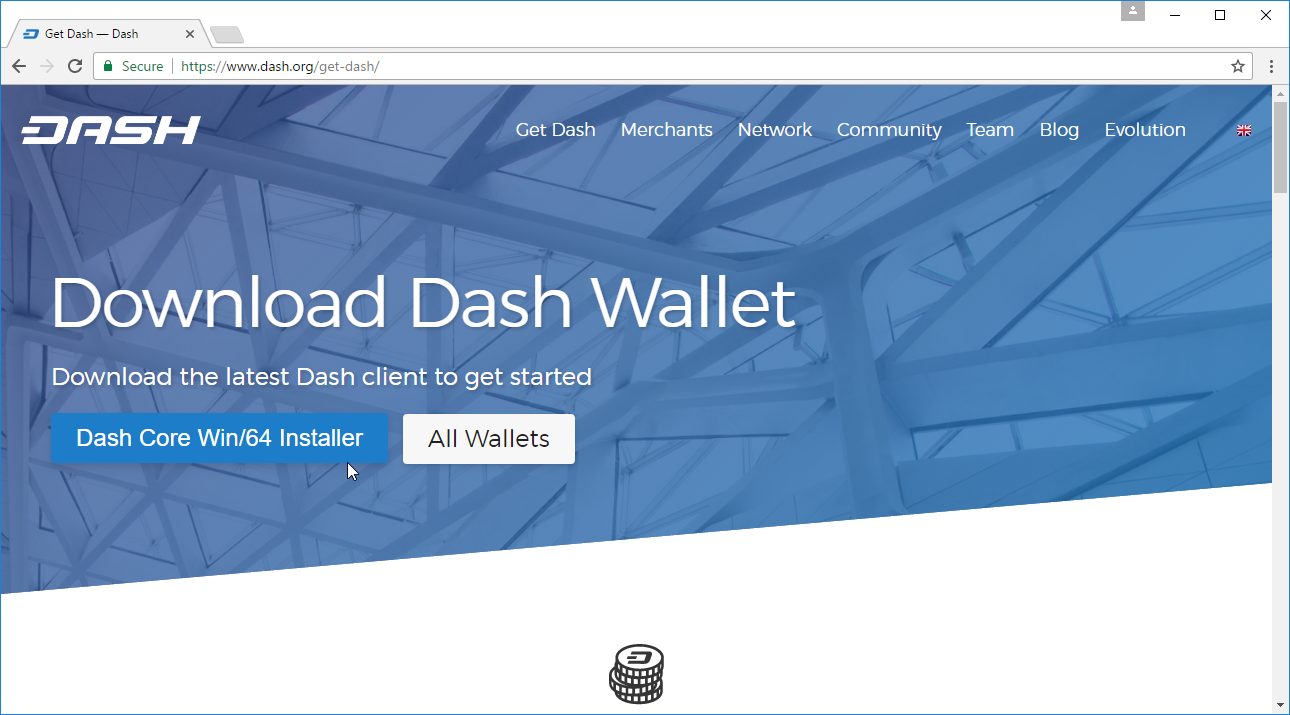 Get Dash — Dash
Secure https://www.dash.org/get-dash/
DASH
Get Dash Merchants Network Community Team Blog Evolution
Download Dash Wallet
Download the latest Dash client to get started
Dash Core Win/64 Installer All Wallets